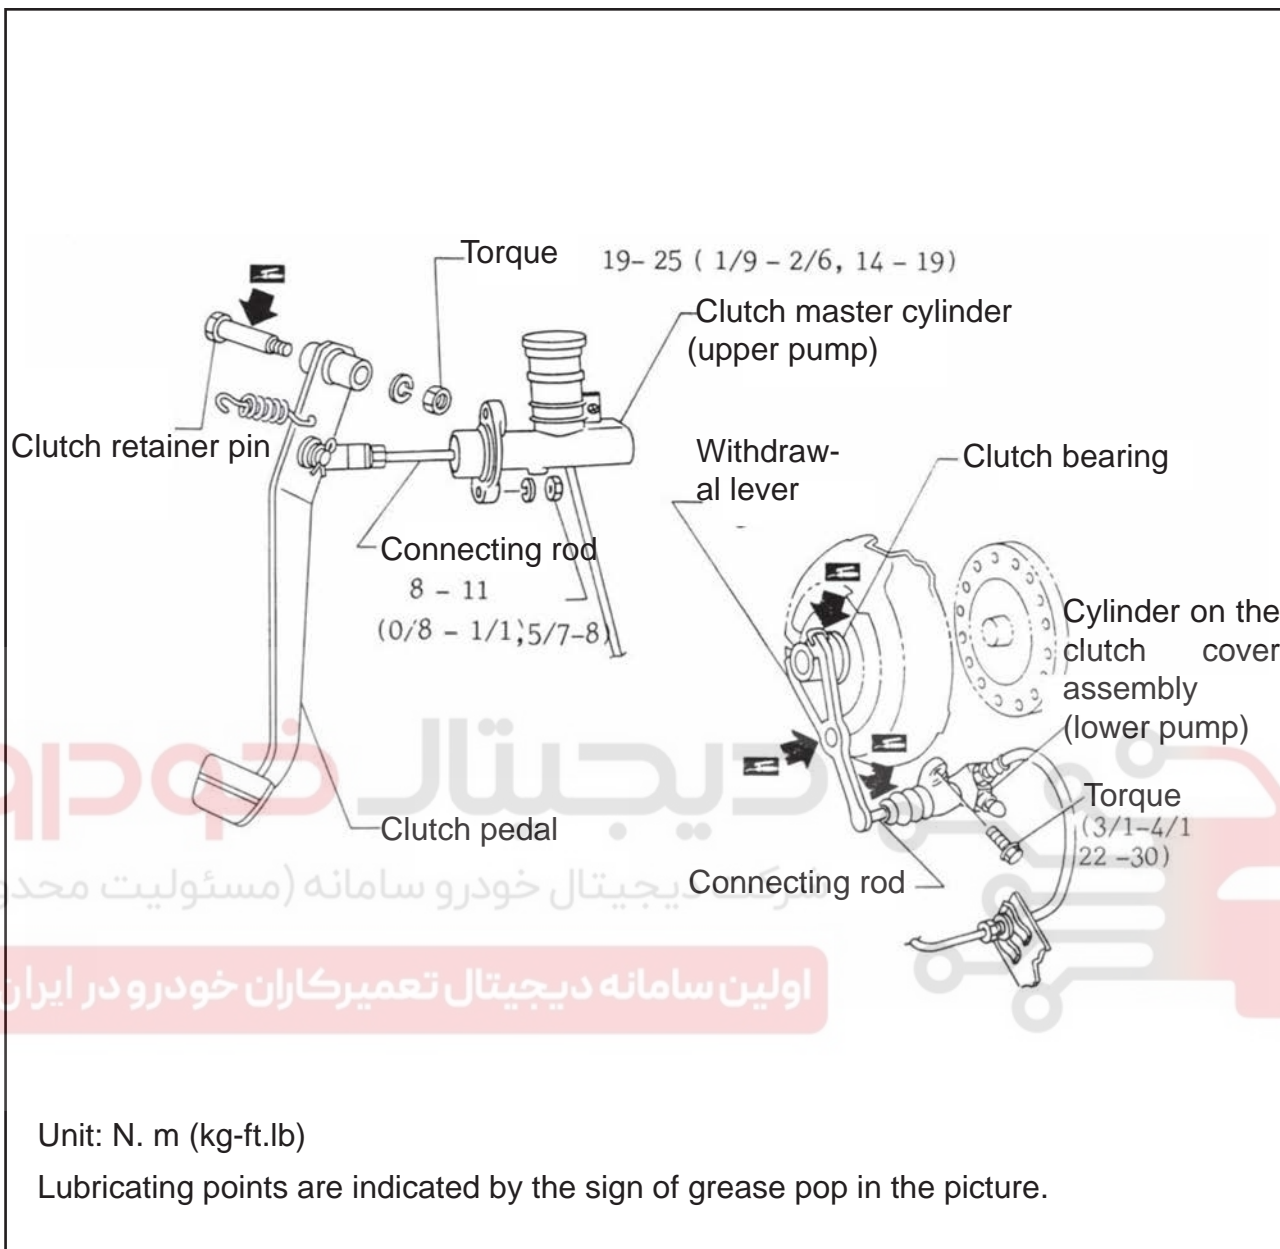 Torque
19- 25 ( 1/9 - 2/6, 14 - 19)
Clutch master cylinder
(upper pump)
Clutch retainer pin
Withdraw-
al lever
Clutch bearing
Connecting rod
8 - 11
(0/8 - 1/1;5/7-8)
Cylinder on the
clutch cover
assembly
(lower pump)
Torque
(3/1-4/1
22 -30)
Clutch pedal
Connecting rod
دیجیتال خودرو
شرکت دیجیتال خودرو سامانه (مسئولیت
اولین سامانه دیجیتال تعمیرکاران خودرو در ایران
Unit: N. m (kg-ft.lb)
Lubricating points are indicated by the sign of grease pop in the picture.